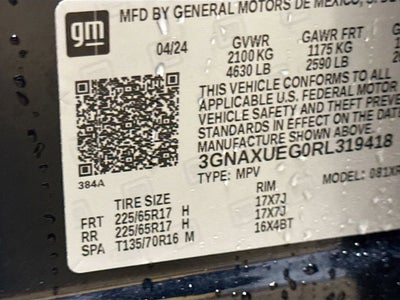 gm
MFD BY GENERAL MOTORS DE MEXICO,
04/24 GVWR GAWR FRT
2100 KG 1175 KG
4630 LB 2590 LB
THIS VEHICLE CONFORMS TO ALL
APPLICABLE U.S. FEDERAL MOTOR
VEHICLE SAFETY AND THEFT
STANDARDS IN EFFECT ON THE DATE OF
MANUFACTURE SHOWN ABOVE.
3GNAXUEG0RL319418
384A TYPE: MPV MODEL: 081XR
TIRE SIZE RIM
FRT 225/65R17 H 17X7J
RR 225/65R17 H 17X7J
SPA T135/70R16 M 16X4BT